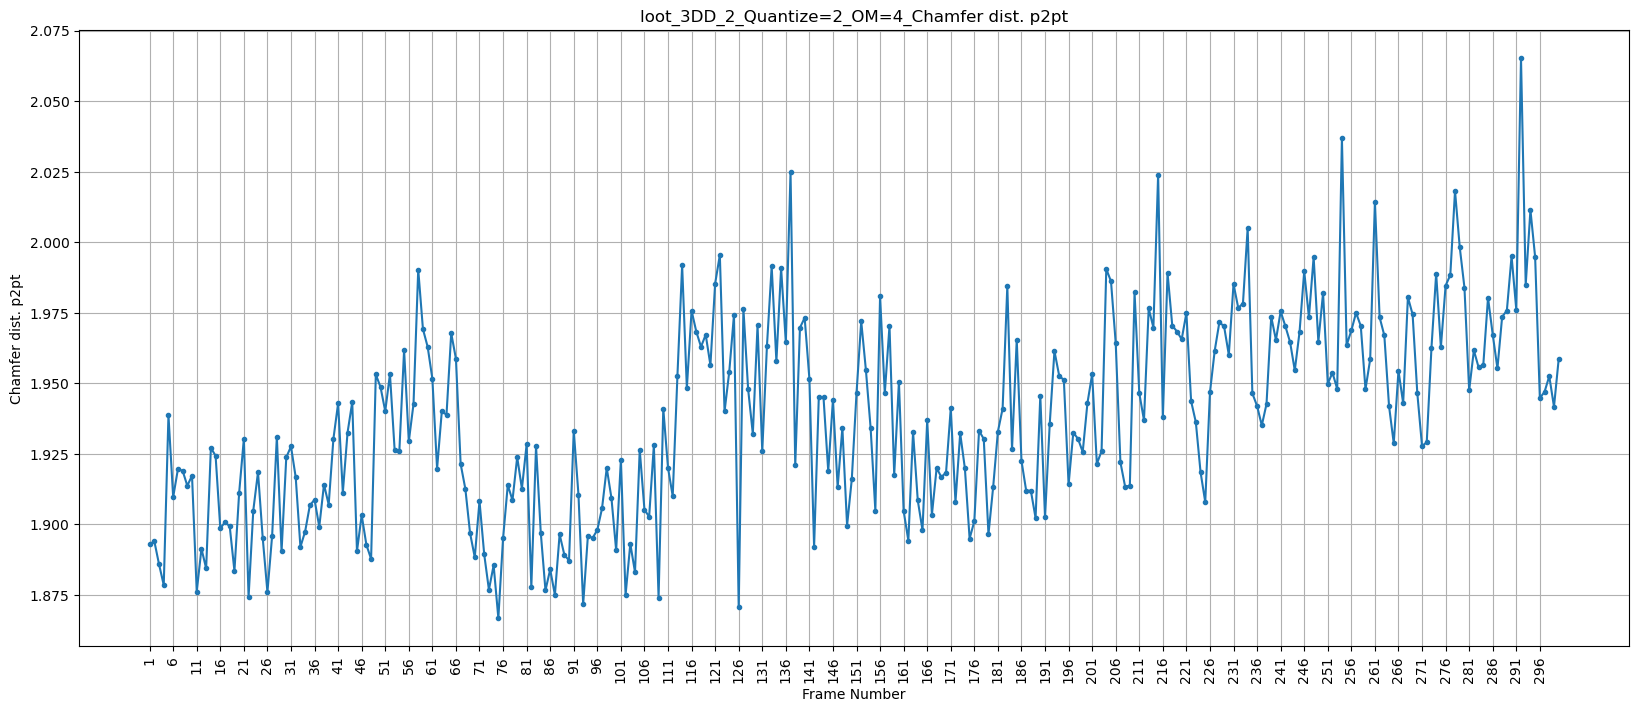 loot_3DD_2_Quantize=2_OM=4_Chamfer dist. p2pt
2.075
2.050
2.025
2.000
1.975
1.950
1.925
1.900
1.875
Chamfer dist. p2pt
1 6 11 16 21 26 31 36 41 46 51 56 61 66 71 76 81 86 91 96 101 106 111 116 121 126 131 136 141 146 151 156 161 166 171 176 181 186 191 196 201 206 211 216 221 226 231 236 241 246 251 256 261 266 271 276 281 286 291 296
Frame Number